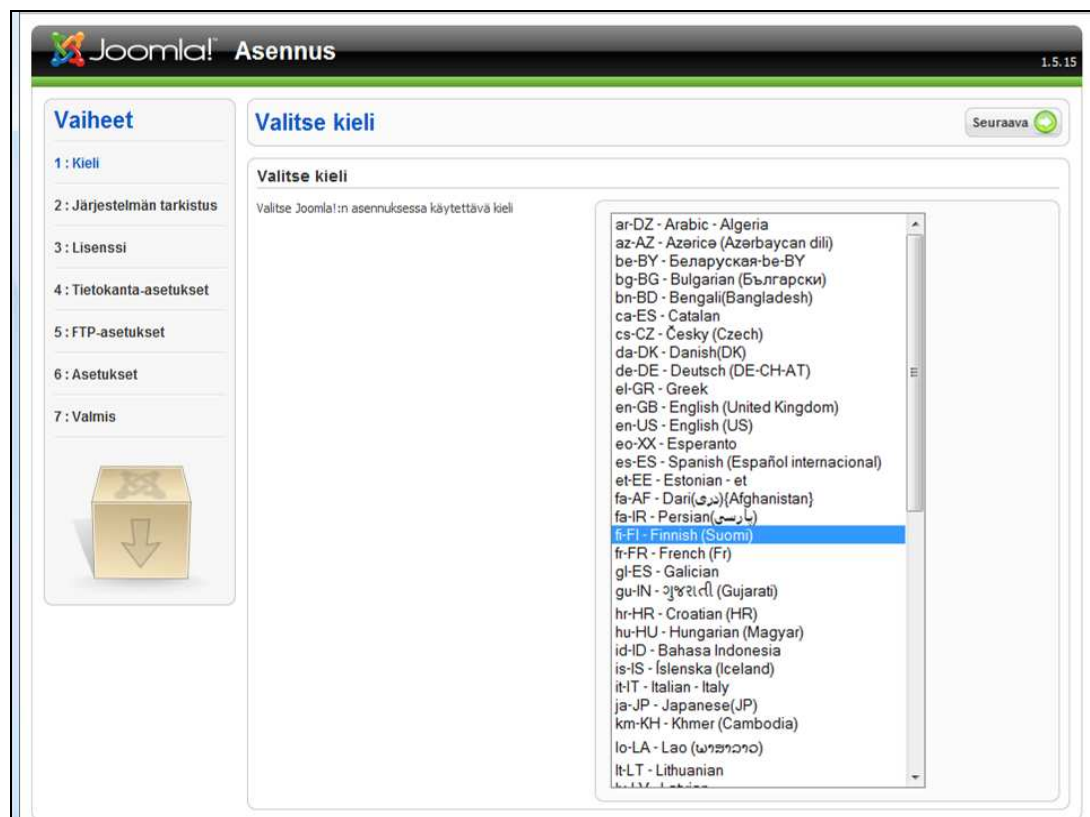 Joomla!™ Asennus
1.5.15
Vaiheet
1 : Kieli
2 : Järjestelmän tarkistus
3 : Lisenssi
4 : Tietokanta-asetukset
5 : FTP-asetukset
6 : Asetukset
7 : Valmis
Valitse kieli
Seuraava
Valitse kieli
Valitse Joomla!:n asennuksessa käytettävä kieli
ar-DZ - Arabic - Algeria
az-AZ - Azəricə (Azərbaycan dili)
be-BY - Беларуская-be-BY
bg-BG - Bulgarian (Български)
bn-BD - Bengali(Bangladesh)
ca-ES - Catalan
cs-CZ - Česky (Czech)
da-DK - Danish(DK)
de-DE - Deutsch (DE-CH-AT)
el-GR - Greek
en-GB - English (United Kingdom)
en-US - English (US)
eo-XX - Esperanto
es-ES - Spanish (Español internacional)
et-EE - Estonian - et
fa-AF - Dari(دری){Afghanistan}
fa-IR - Persian(پارسی)
fi-FI - Finnish (Suomi)
fr-FR - French (Fr)
gl-ES - Galician
gu-IN - ગુજરાતી (Gujarati)
hr-HR - Croatian (HR)
hu-HU - Hungarian (Magyar)
id-ID - Bahasa Indonesia
is-IS - Íslenska (Iceland)
it-IT - Italian - Italy
ja-JP - Japanese(JP)
km-KH - Khmer (Cambodia)
lo-LA - Lao (ພາສາລາວ)
lt-LT - Lithuanian
lv-LV - Latvian